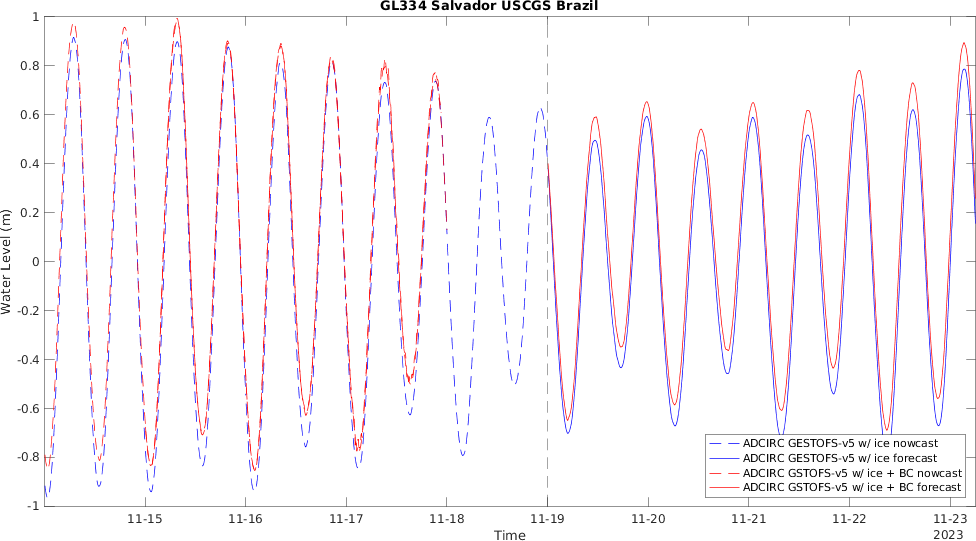 GL334 Salvador USCGS Brazil
1
0.8
0.6
0.4
0.2
0
-0.2
-0.4
-0.6
-0.8
-1
Water Level (m)
ADCIRC GESTOFS-v5 w/ ice nowcast
ADCIRC GESTOFS-v5 w/ ice forecast
ADCIRC GSTOFS-v5 w/ ice + BC nowcast
ADCIRC GSTOFS-v5 w/ ice + BC forecast
11-15 11-16 11-17 11-18 11-19 11-20 11-21 11-22 11-23
Time
2023